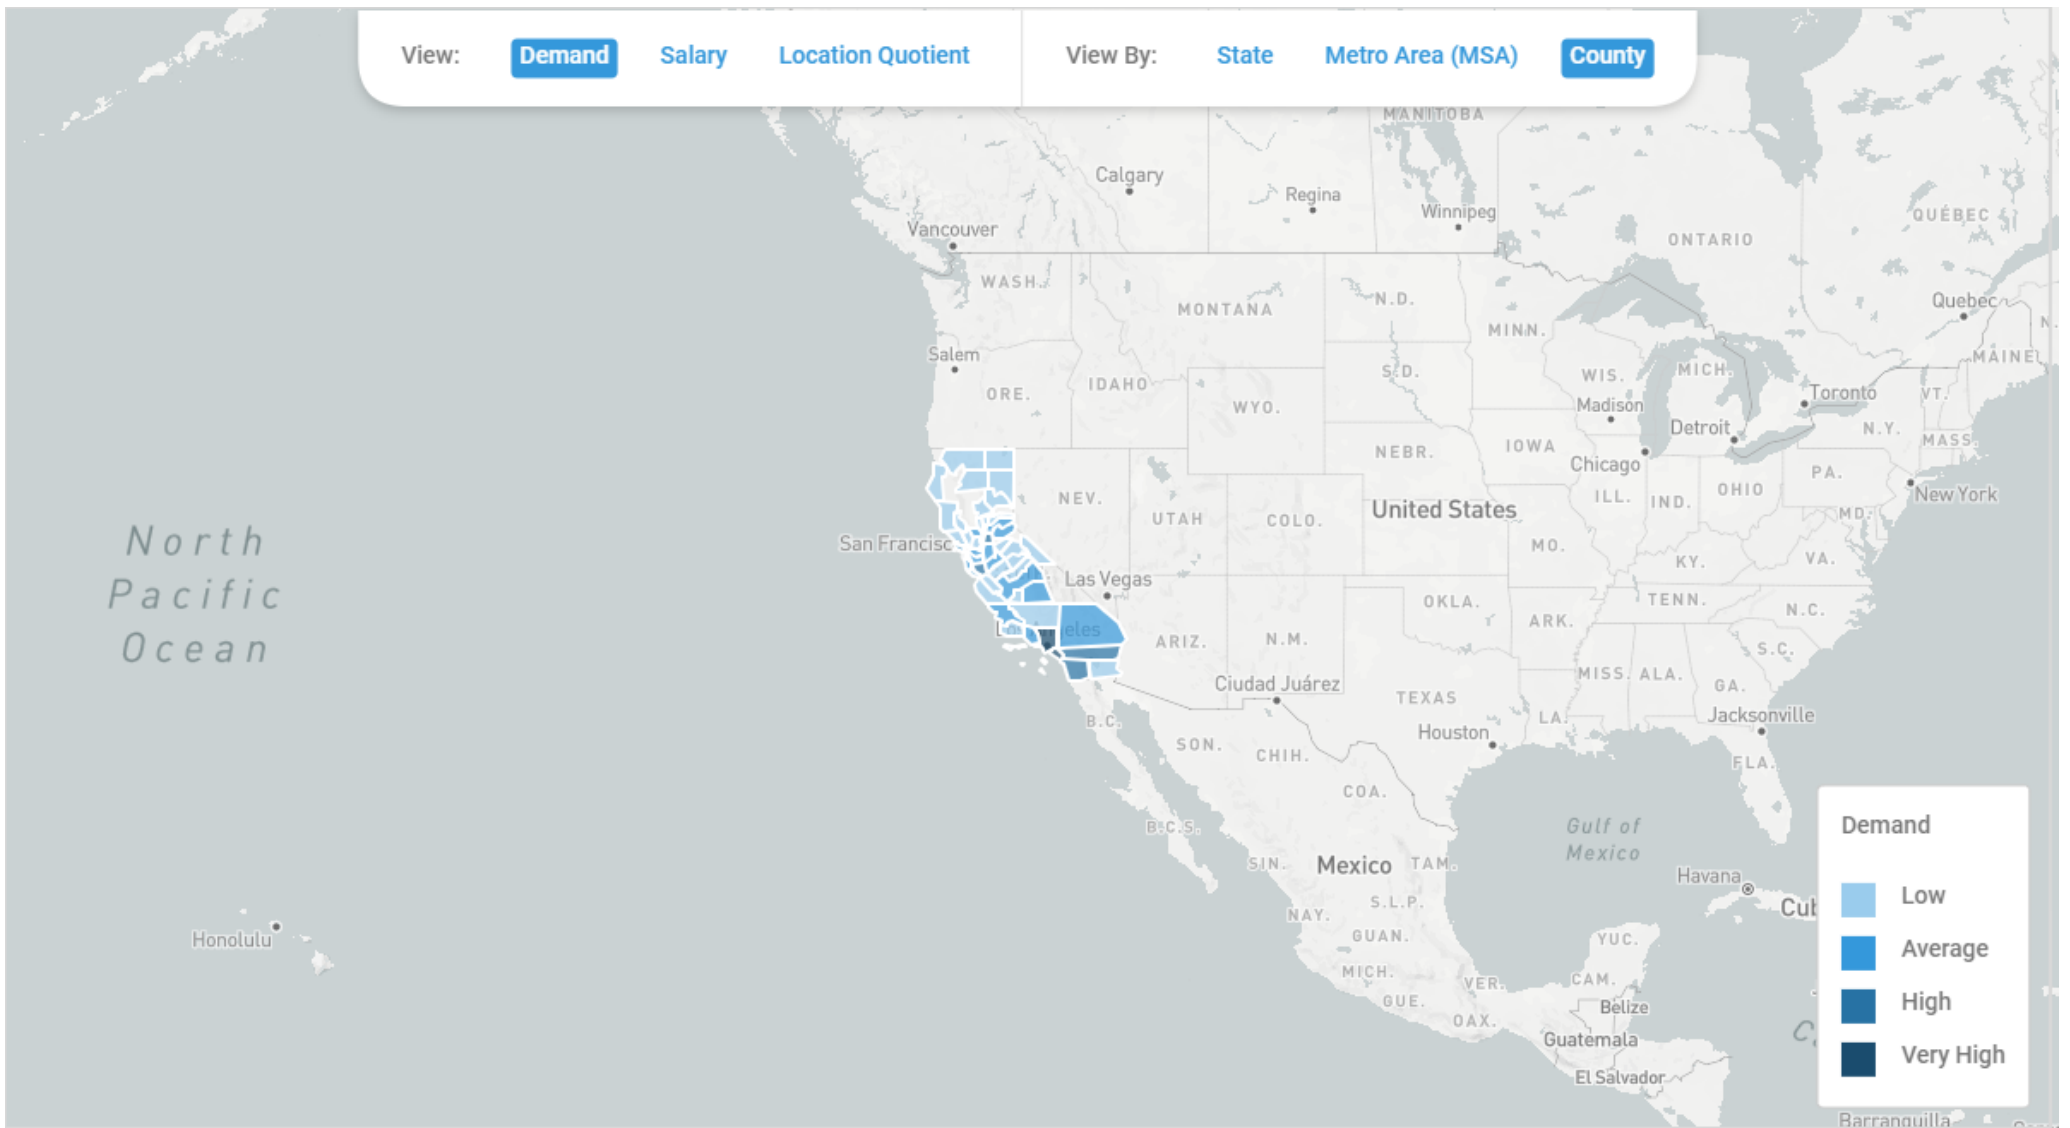 View: Demand Salary Location Quotient View By: State Metro Area (MSA) County
MANITOBA
Calgary
Regina
Winnipeg
QUÉBEC
Vancouver
ONTARIO
WASH.
MONTANA
N.D.
Quebec
MINN.
N.
Salem
MAINE
ORE.
IDAHO
S.D.
WIS.
MICH.
WYO.
Madison
Toronto
VT.
Detroit
N.Y.
MASS.
NEBR.
IOWA
Chicago
PA.
NEV.
ILL.
IND.
OHIO
New York
United States
UTAH
COLO.
MD.
San Francisc
MO.
KY.
VA.
Las Vegas
North
Pacific
Ocean
OKLA.
TENN.
N.C.
Los Angeles
ARIZ.
N.M.
ARK.
S.C.
MISS.
ALA.
GA.
Ciudad Juárez
TEXAS
LA.
Jacksonville
B.C.
Houston
SON.
CHIH.
FLA.
COA.
B.C.S.
Gulf of
Mexico
SIN.
Mexico
TAM.
Havana
Cub
NAY.
S.L.P.
Honolulu
GUAN.
YUC.
MICH.
VER.
CAM.
GUE.
Belize
OAX.
Guatemala
El Salvador
Barranquilla
Demand
Low
Average
High
Very High